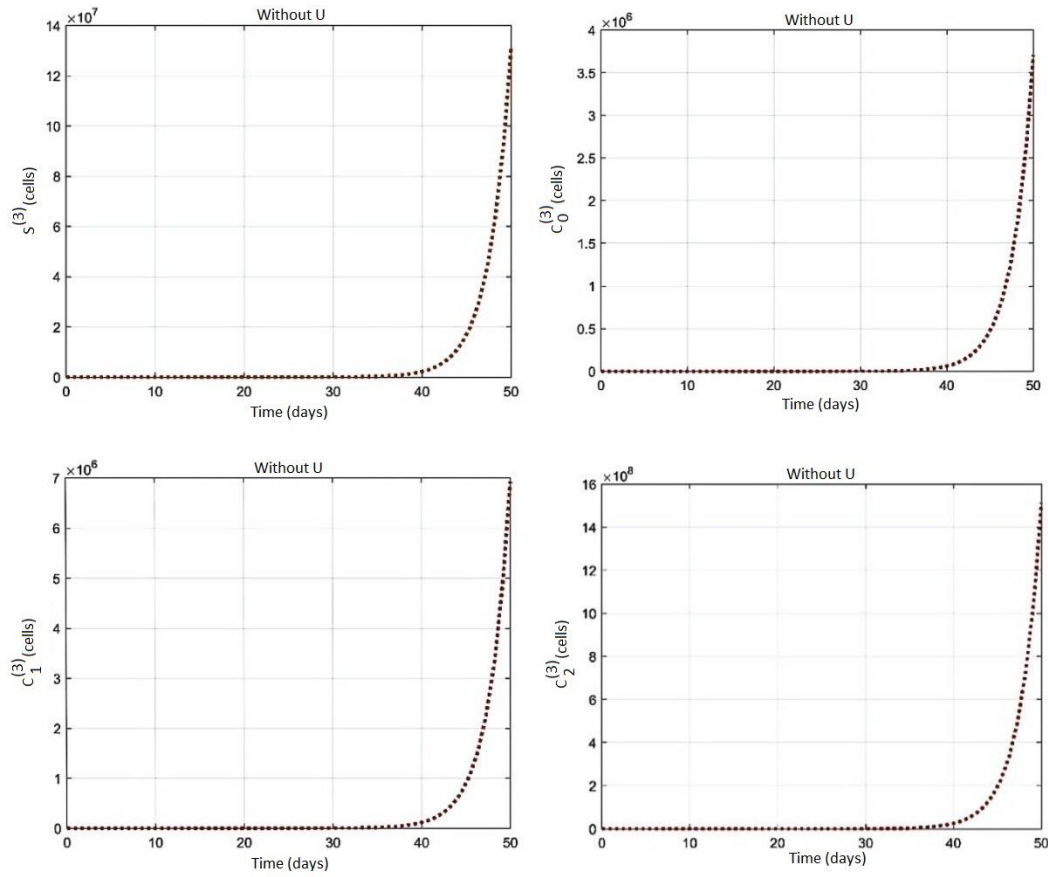 Without U
×10⁷
14
12
10
8
6
4
2
0
S⁽³⁾(cells)
0 10 20 30 40 50
Time (days)
Without U
×10⁶
4
3.5
3
2.5
2
1.5
1
0.5
0
C₀⁽³⁾(cells)
0 10 20 30 40 50
Time (days)
Without U
×10⁶
7
6
5
4
3
2
1
0
C₁⁽³⁾(cells)
0 10 20 30 40 50
Time (days)
Without U
×10⁸
16
14
12
10
8
6
4
2
0
C₂⁽³⁾(cells)
0 10 20 30 40 50
Time (days)